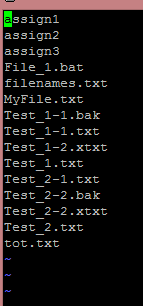 assign1
assign2
assign3
File_1.bat
filenames.txt
MyFile.txt
Test_1-1.bak
Test_1-1.txt
Test_1-2.xtxt
Test_1.txt
Test_2-1.txt
Test_2-2.bak
Test_2-2.xtxt
Test_2.txt
tot.txt
~
~
~